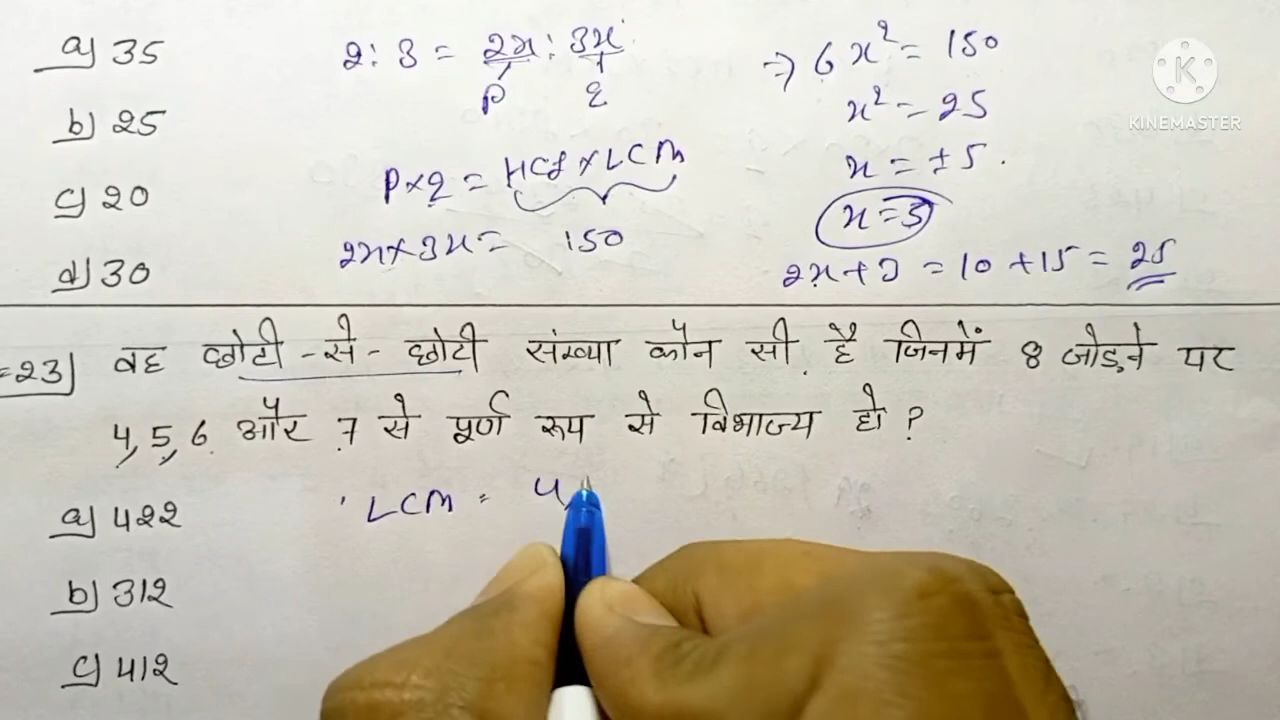 a) 35
b) 25
c) 20
d) 30
2 : 3 = 2x : 3x
P q
P × q = HCf × LCM
2x × 3x = 150
=> 6x² = 150
x² = 25
x = ± 5 .
x = 5
2x + 3 = 10 + 15 = 25
K
KINEMASTER
=23] वह छोटी - से - छोटी संख्या कौन सी है जिनमें 8 जोड़ने पर
4, 5, 6 और 7 से पूर्ण रूप से विभाज्य हो ?
a) 422
b) 312
c) 412
LCM = 4,